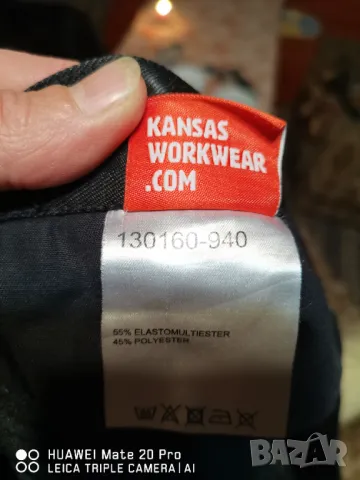 KANSAS
WORKWEAR
.COM
130160-940
55% ELASTOMULTIESTER
45% POLYESTER
HUAWEI Mate 20 Pro
LEICA TRIPLE CAMERA | AI
BAZAR